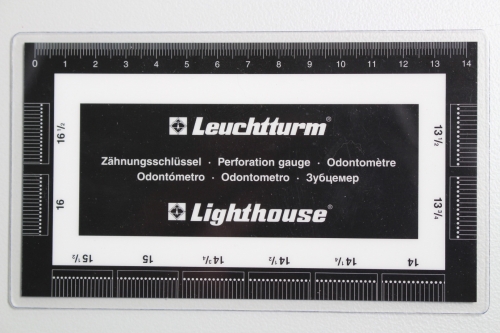 0 1 2 3 4 5 6 7 8 9 10 11 12 13 14
16 1/2
13 1/2
Leuchtturm®
Zähnungsschlüssel · Perforation gauge · Odontomètre
Odontómetro · Odontometro · Зубцемер
Lighthouse®
16
13 3/4
15 1/2 15 14 3/4 14 1/2 14 1/4 14